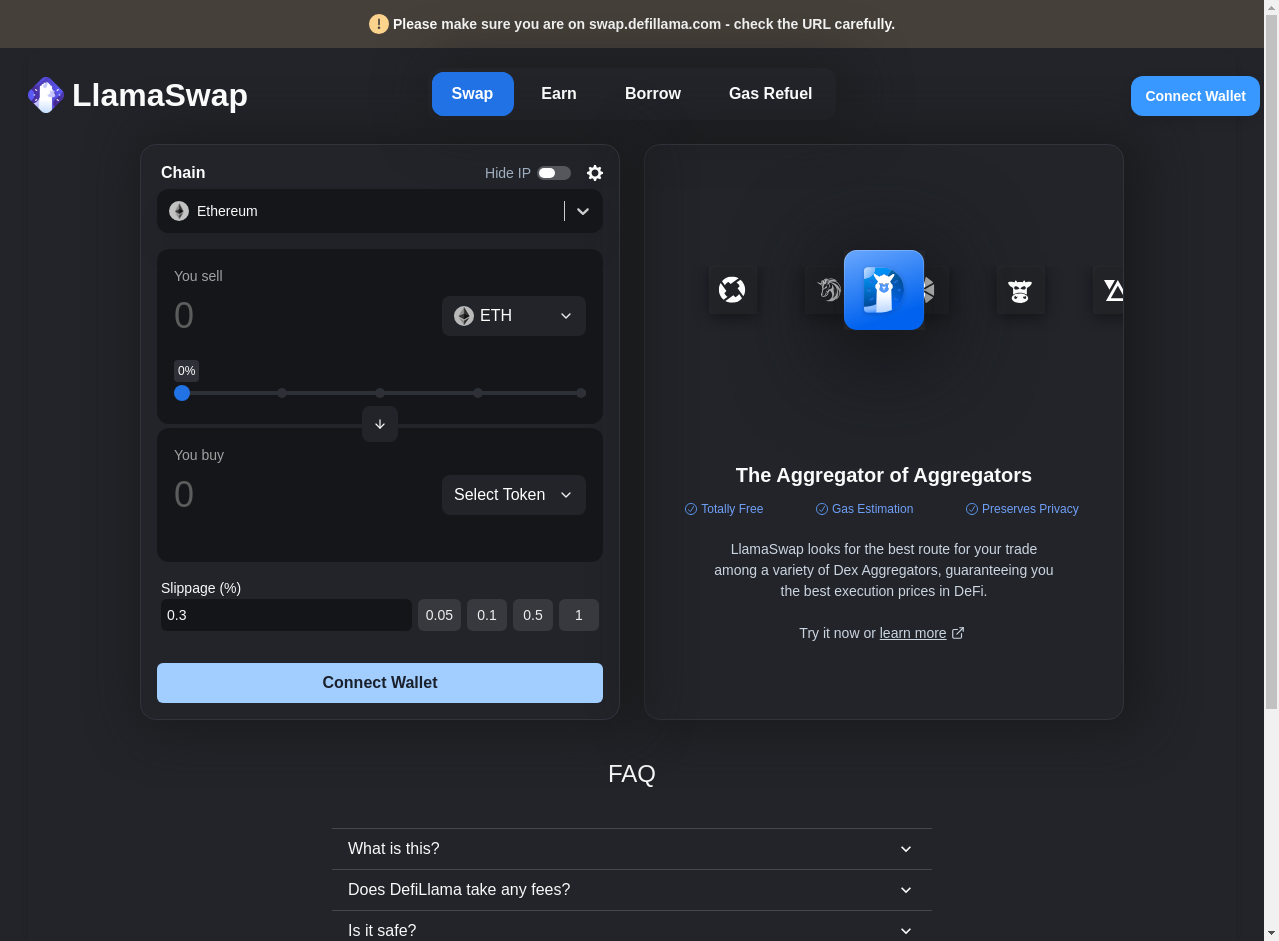 Please make sure you are on swap.defillama.com - check the URL carefully.
LlamaSwap
Swap
Earn
Borrow
Gas Refuel
Connect Wallet
Chain
Hide IP
Ethereum
You sell
0
ETH
0%
You buy
0
Select Token
Slippage (%)
0.3
0.05
0.1
0.5
1
Connect Wallet
The Aggregator of Aggregators
Totally Free
Gas Estimation
Preserves Privacy
LlamaSwap looks for the best route for your trade
among a variety of Dex Aggregators, guaranteeing you
the best execution prices in DeFi.
Try it now or learn more
FAQ
What is this?
Does DefiLlama take any fees?
Is it safe?